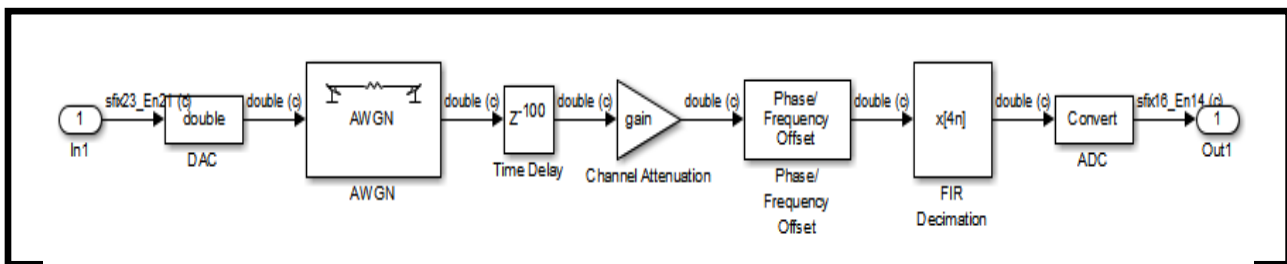 sfix23_En21 (c)
double (c)
double (c)
double (c)
double (c)
double (c)
double (c)
sfix16_En14 (c)
1
double
AWGN
Z-100
gain
Phase/
Frequency
Offset
x[4n]
Convert
1
In1
DAC
AWGN
Time Delay
Channel Attenuation
Phase/
Frequency
Offset
FIR
Decimation
ADC
Out1